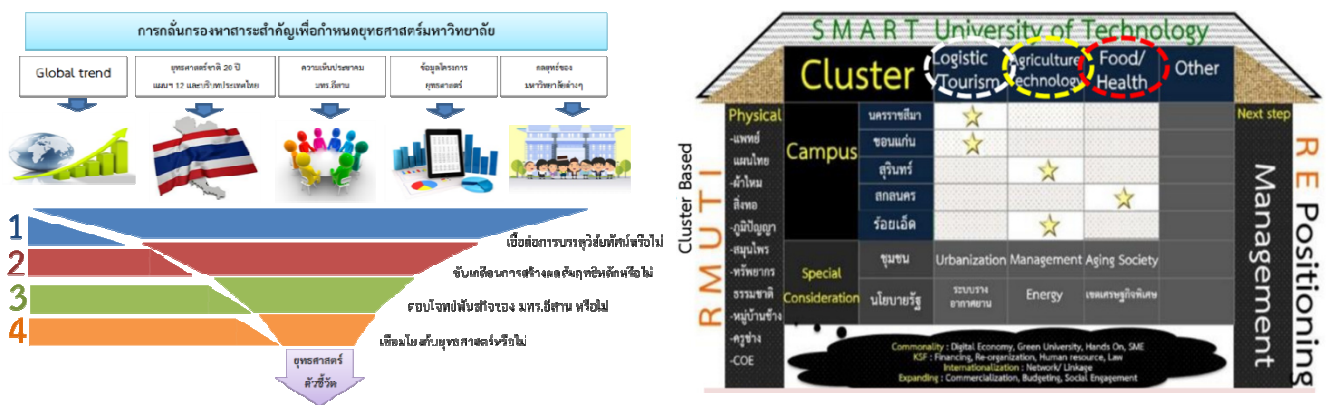 การกลั่นกรองหาสาระสำคัญเพื่อกำหนดยุทธศาสตร์มหาวิทยาลัย
Global trend
ยุทธศาสตร์ชาติ 20 ปี
แผนฯ 12 และบริบทประเทศไทย
ความเห็นประชาคม
มทร.อีสาน
ข้อมูลโครงการ
ยุทธศาสตร์
กลยุทธ์ของ
มหาวิทยาลัยต่างๆ
1
เอื้อต่อการบรรลุวิสัยทัศน์หรือไม่
2
ขับเคลื่อนการสร้างผลสัมฤทธิ์หลักหรือไม่
3
ตอบโจทย์พันธกิจของ มทร.อีสาน หรือไม่
4
เชื่อมโยงกับยุทธศาสตร์หรือไม่
ยุทธศาสตร์
ตัวชี้วัด
SMART University of Technology
RMUTI
Cluster Based
Physical
-แพทย์
แผนไทย
-ผ้าไหม
สิ่งทอ
-ภูมิปัญญา
-สมุนไพร
-ทรัพยากร
ธรรมชาติ
-หมู่บ้านช้าง
-ครูช่าง
-COE
Cluster
Logistic
/Tourism
Agriculture
Technology
Food/
Health
Other
Campus
นครราชสีมา
ขอนแก่น
สุรินทร์
สกลนคร
ร้อยเอ็ด
Special
Consideration
ชุมชน
Urbanization
Management
Aging Society
นโยบายรัฐ
ระบบราง
อากาศยาน
Energy
เขตเศรษฐกิจพิเศษ
Commonality : Digital Economy, Green University, Hands On, SME
KSF : Financing, Re-organization, Human resource, Law
Internationalization : Network/ Linkage
Expanding : Commercialization, Budgeting, Social Engagement
Next step
Management
RE Positioning